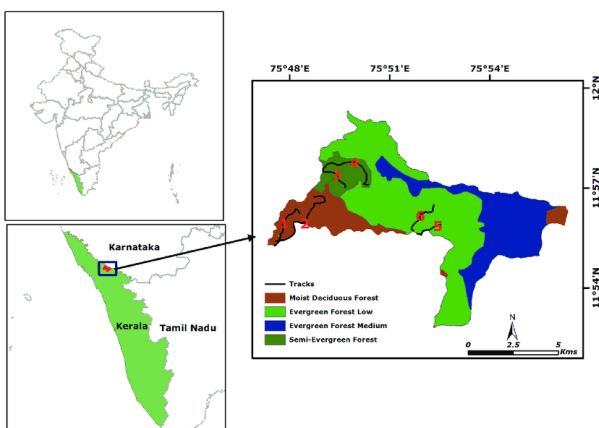 75°48'E 75°51'E 75°54'E
12°N
11°57'N
11°54'N
4
3
1
2
6
5
Tracks
Moist Deciduous Forest
Evergreen Forest Low
Evergreen Forest Medium
Semi-Evergreen Forest
N
0 2.5 5
Kms
Karnataka
Kerala
Tamil Nadu